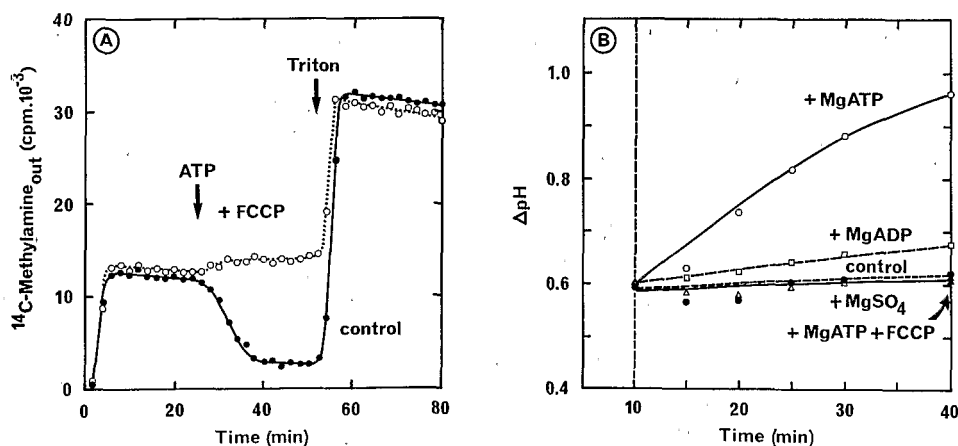 A
¹⁴C-Methylamine out (cpm.10⁻³)
40
30
20
10
0
Triton
ATP
+ FCCP
control
0 20 40 60 80
Time (min)
B
ΔpH
1.0
0.8
0.6
0.4
+ MgATP
+ MgADP
control
+ MgSO₄
+ MgATP + FCCP
10 20 30 40
Time (min)